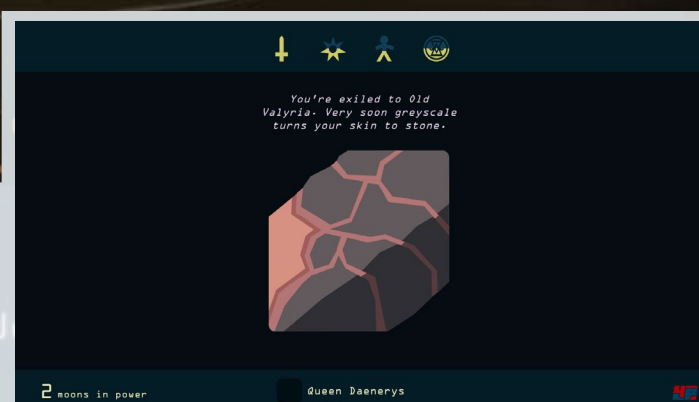 You're exiled to Old
Valyria. Very soon greyscale
turns your skin to stone.
2 moons in power
Queen Daenerys